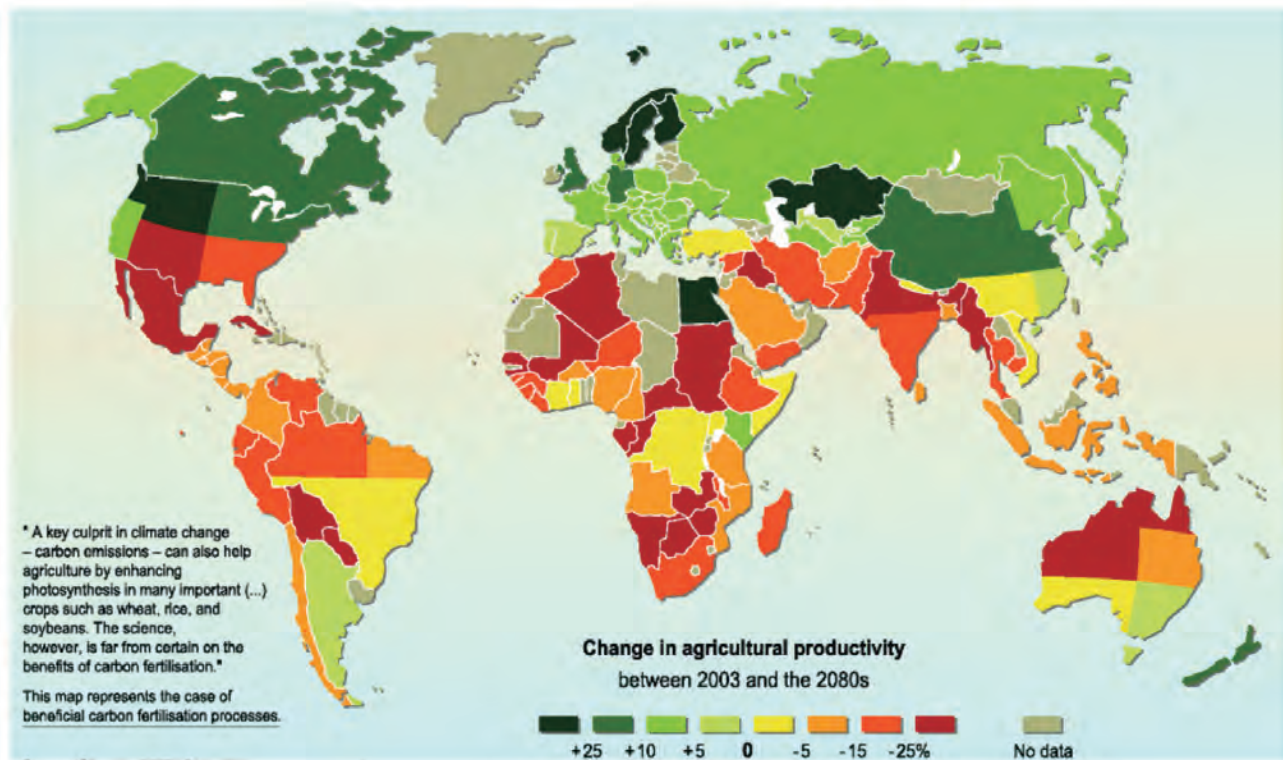 " A key culprit in climate change
– carbon emissions – can also help
agriculture by enhancing
photosynthesis in many important (...)
crops such as wheat, rice, and
soybeans. The science,
however, is far from certain on the
benefits of carbon fertilisation."
This map represents the case of
beneficial carbon fertilisation processes.
Change in agricultural productivity
between 2003 and the 2080s
+25 +10 +5 0 -5 -15 -25% No data